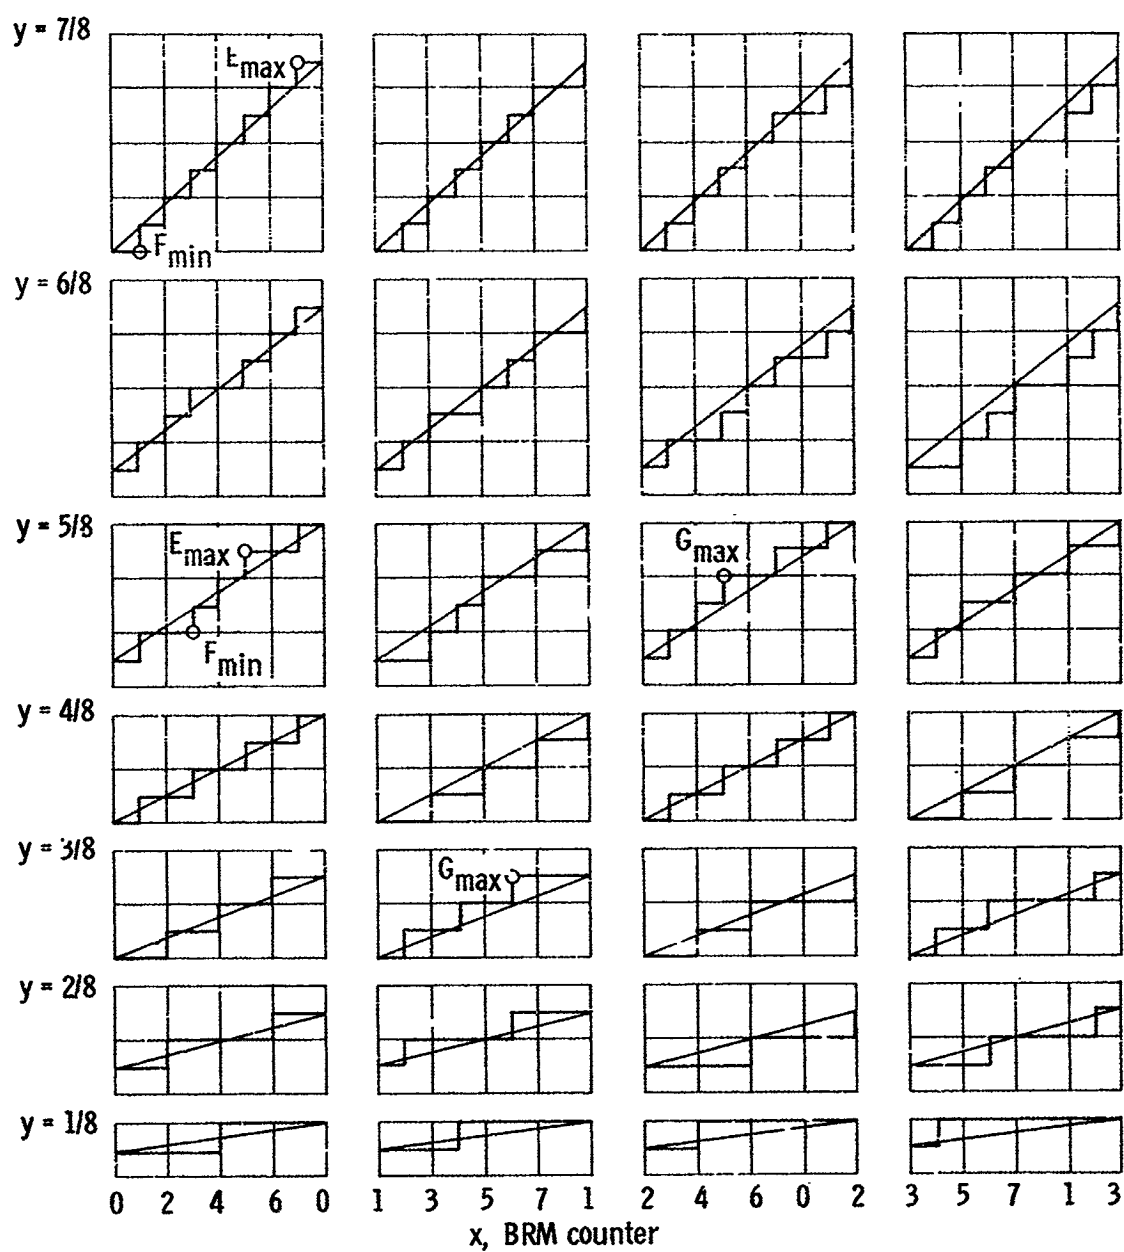 y = 7/8
Emax
Fmin
y = 6/8
y = 5/8
Emax
Fmin
Gmax
y = 4/8
y = 3/8
Gmax
y = 2/8
y = 1/8
0 2 4 6 0 1 3 5 7 1 2 4 6 0 2 3 5 7 1 3
x, BRM counter